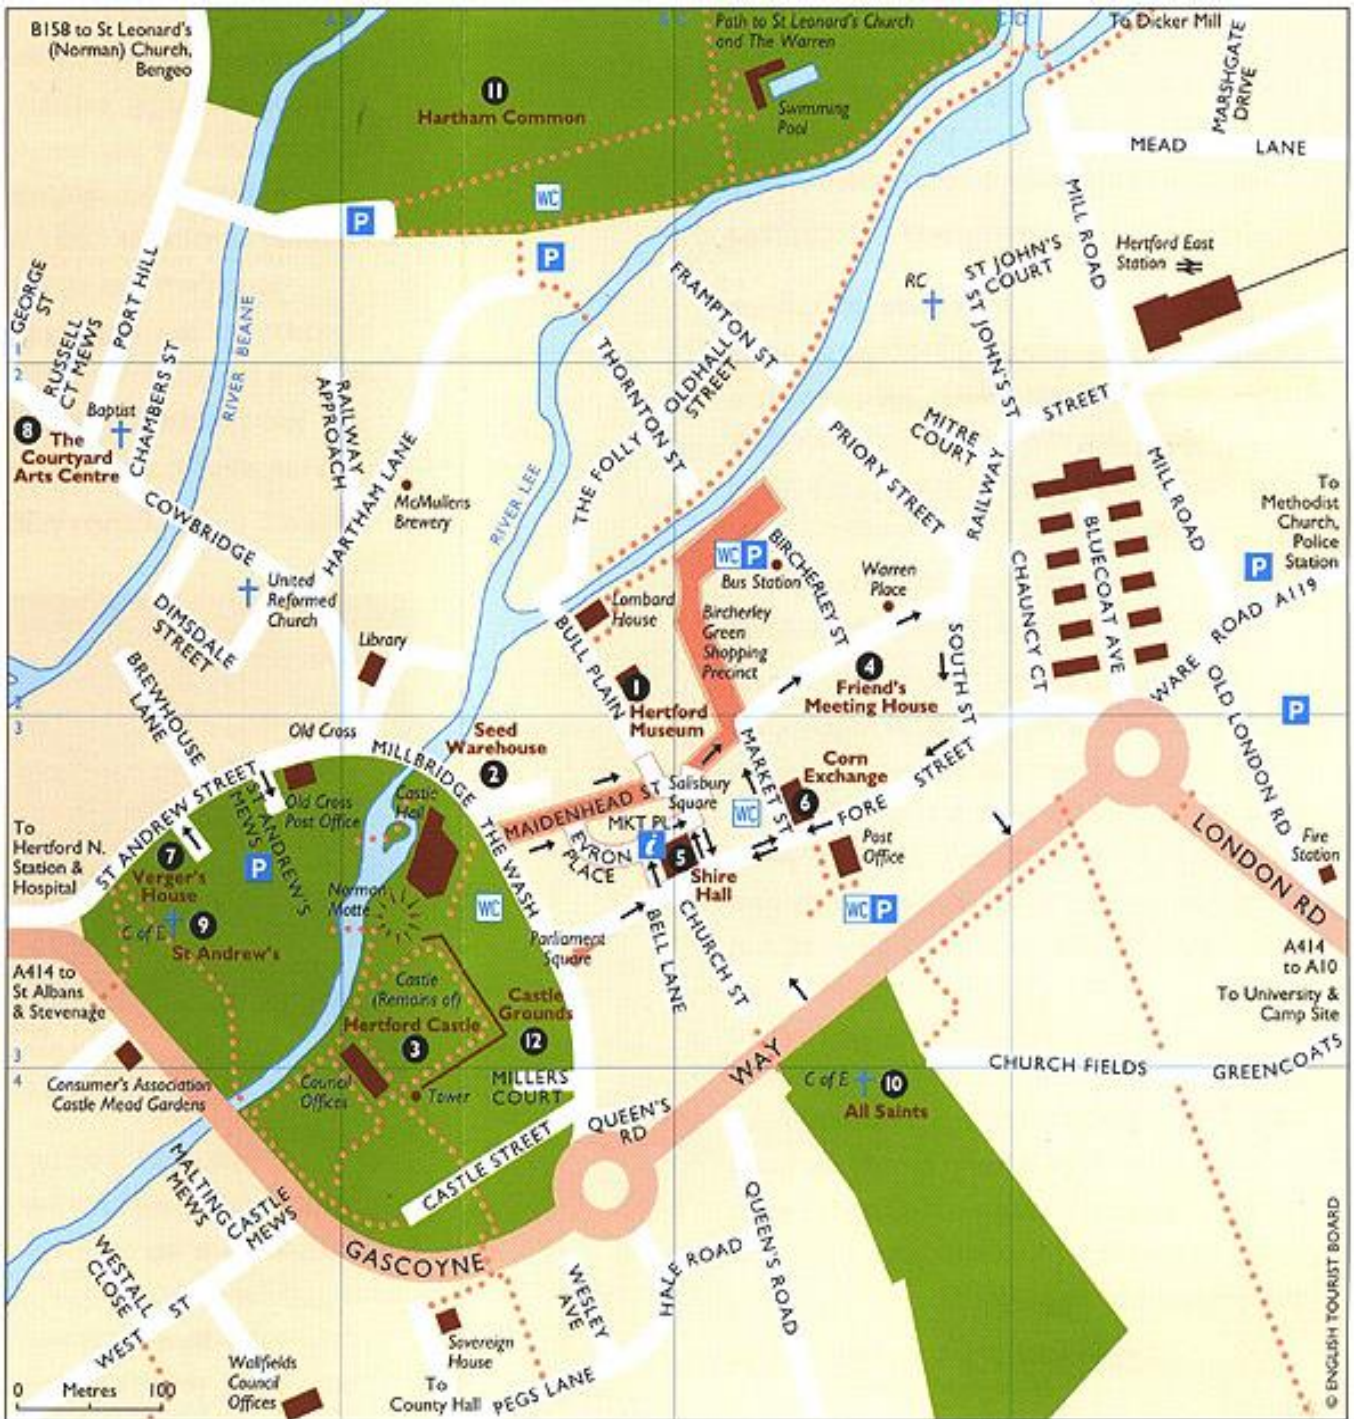 A B
B C
C D
B158 to St Leonard's
(Norman) Church,
Bengeo
Path to St Leonard's Church
and The Warren
To Dicker Mill
MARSHGATE
DRIVE
11
Hartham Common
Swimming
Pool
MEAD LANE
WC
P
P
MILL ROAD
Hertford East
Station
ST JOHN'S
COURT
RC
ST JOHN'S ST
GEORSE
ST
RUSSELL
CT MEWS
PORT HILL
CHAMBERS ST
RIVER BEANE
FRAMPTON ST
OLDHALL
STREET
THORNTON ST
1
2
RAILWAY
APPROACH
HARTHAM LANE
Baptist
8
The
Courtyard
Arts Centre
COWBRIDGE
McMullens
Brewery
RIVER LEE
THE FOLLY
PRIORY STREET
MITRE
COURT
RAILWAY STREET
MILL ROAD
To
Methodist
Church,
Police
Station
P
BLUECOAT AVE
CHAUNCY CT
WC P
Bus Station
BIRCHERLEY ST
Warren
Place
United
Reformed
Church
DIMSDALE
STREET
Library
Lombard
House
BULL PLAIN
Bircherley
Green
Shopping
Precinct
4
Friend's
Meeting House
SOUTH ST
WARE ROAD A119
OLD LONDON RD
P
BREWHOUSE
LANE
2
3
Old Cross
MILLBRIDGE
Seed
Warehouse
2
1
Hertford
Museum
MARKET ST
Corn
Exchange
6
FORE STREET
Salisbury
Square
MAIDENHEAD ST
MKT PL
WC
i
EVRON
PLACE
5
Shire
Hall
Post
Office
WC P
Fire
Station
LONDON RD
ST ANDREW STREET
Old Cross
Post Office
ST ANDREW'S
MEWS
Castle
Hall
THE WASH
To
Hertford N.
Station &
Hospital
7
Verger's
House
P
Norman
Motte
WC
C of E
9
St Andrew's
Parliament
Square
BELL LANE
CHURCH ST
A414
to A10
To University &
Camp Site
A414 to
St Albans
& Stevenage
Castle
(Remains of)
Hertford Castle
3
Castle
Grounds
12
3
4
CHURCH FIELDS
GREENCOATS
Consumer's Association
Castle Mead Gardens
Council
Offices
Tower
MILLERS
COURT
C of E
10
All Saints
GASCOYNE WAY
QUEEN'S
RD
CASTLE STREET
MALTING
MEWS
CASTLE
MEWS
QUEEN'S ROAD
HALE ROAD
WESLEY
AVE
WESTALL
CLOSE
WEST ST
Sovereign
House
Wallfields
Council
Offices
To
County Hall
PEGS LANE
0 Metres 100
© ENGLISH TOURIST BOARD